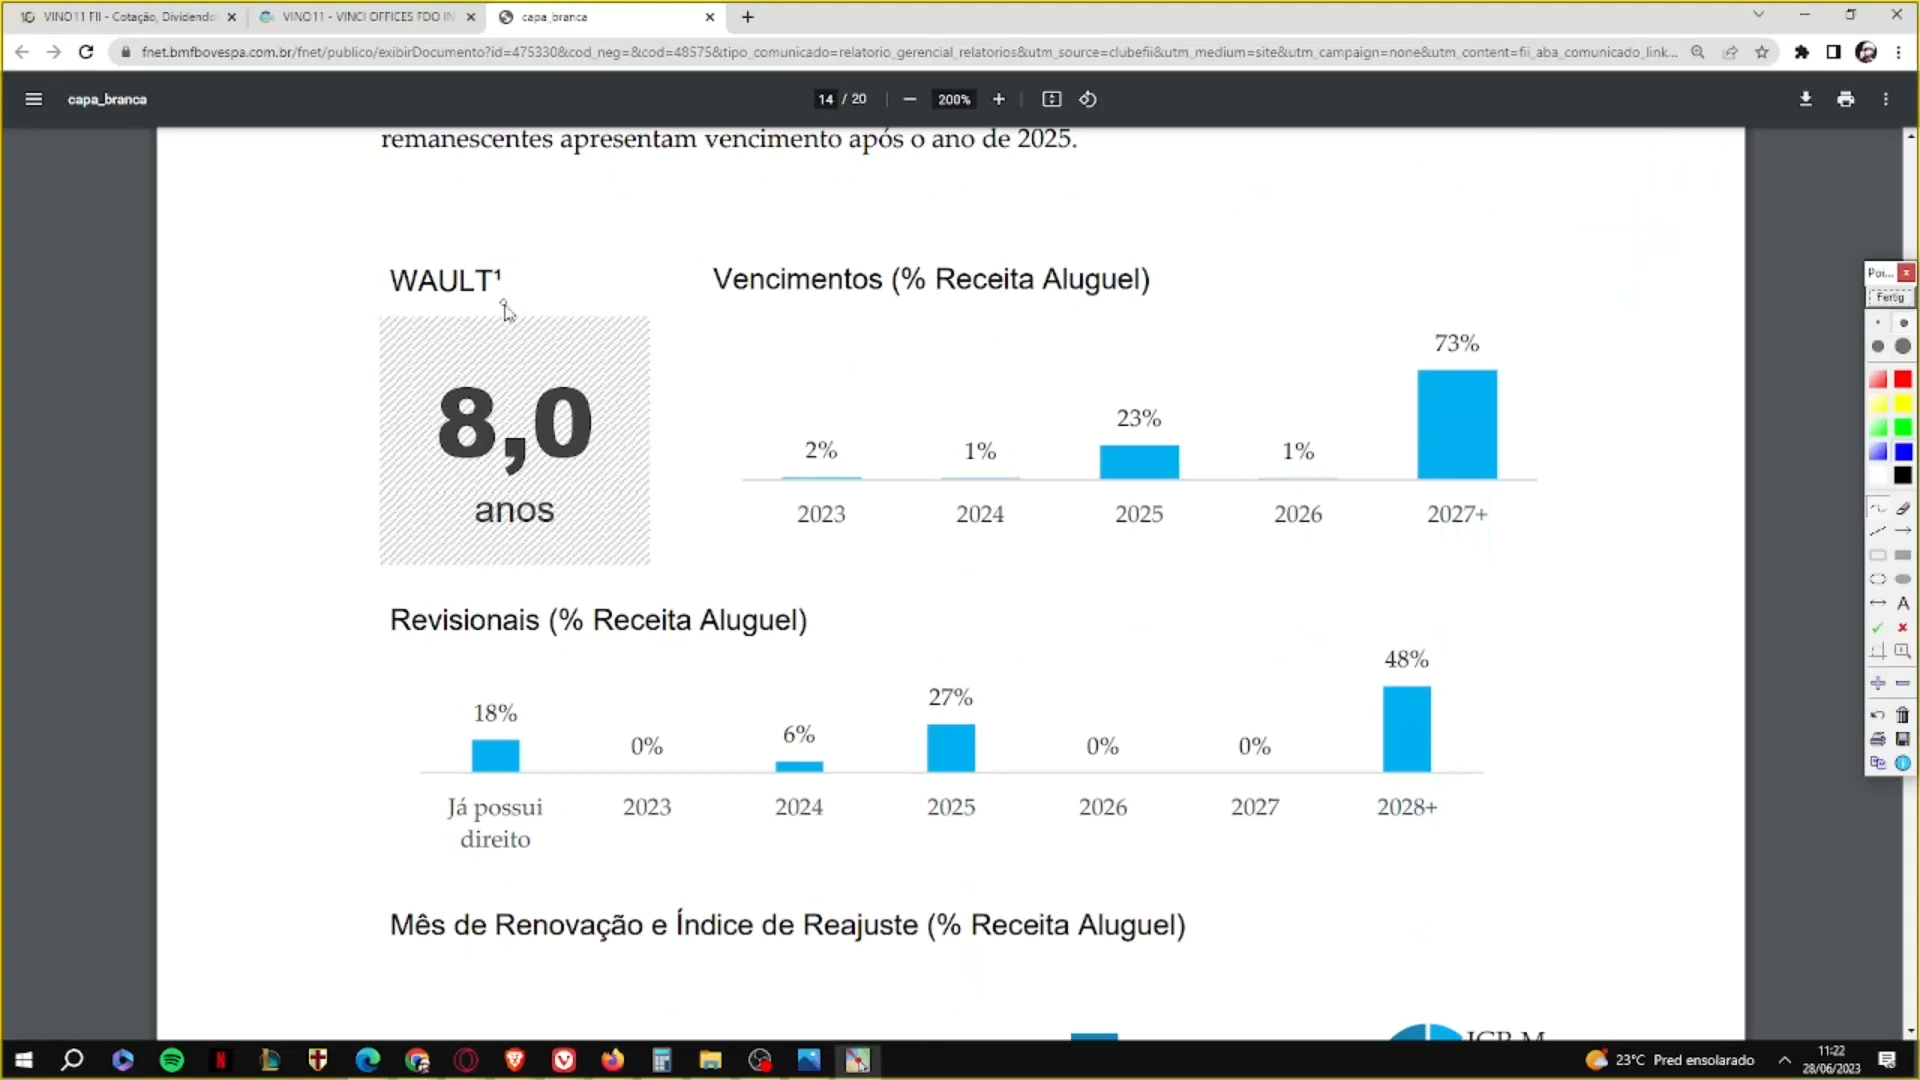 VINO11 FII - Cotação, Dividendo
VINO11 - VINCI OFFICES FDO IN
capa_branca
fnet.bmfbovespa.com.br/fnet/publico/exibirDocumento?id=475330&cod_neg=&cod=48575&tipo_comunicado=relatorio_gerencial_relatorios&utm_source=clubefii&utm_medium=site&utm_campaign=none&utm_content=fii_aba_comunicado_link...
capa_branca
14 / 20
200%
remanescentes apresentam vencimento após o ano de 2025.
WAULT¹
8,0
anos
Vencimentos (% Receita Aluguel)
2% 1% 23% 1% 73%
2023 2024 2025 2026 2027+
Revisionais (% Receita Aluguel)
18% 0% 6% 27% 0% 0% 48%
Já possui direito 2023 2024 2025 2026 2027 2028+
Mês de Renovação e Índice de Reajuste (% Receita Aluguel)
Poi...
Fertig
A
23°C Pred ensolarado
11:22
28/06/2023